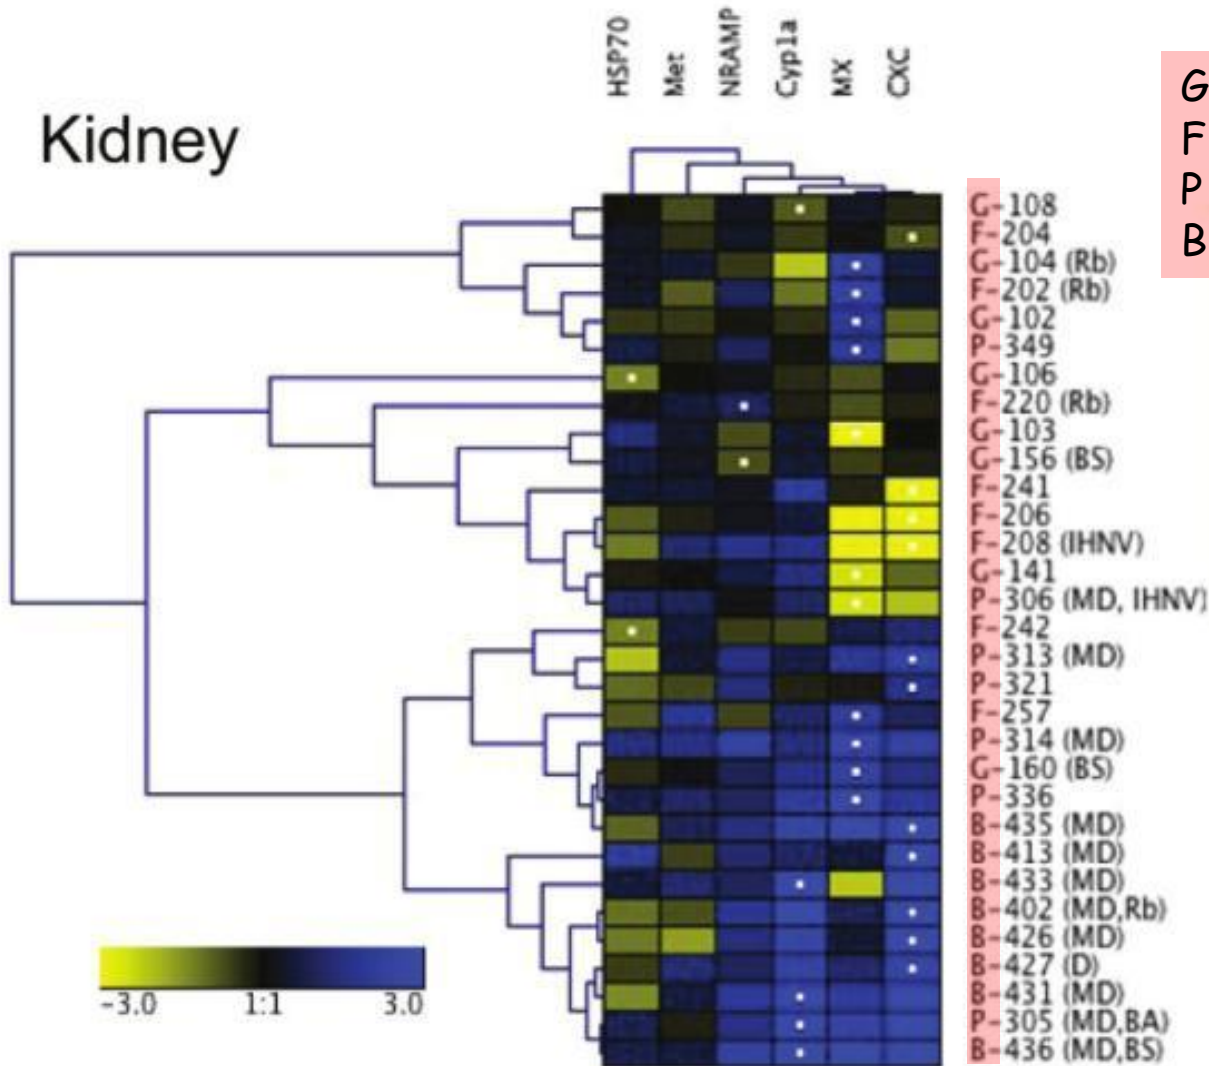 HSP70 Met NRAMP Cyp1a MX CXC
Kidney
G
F
P
B
G-108
F-204
G-104 (Rb)
F-202 (Rb)
G-102
P-349
G-106
F-220 (Rb)
G-103
G-156 (BS)
F-241
F-206
F-208 (IHNV)
G-141
P-306 (MD, IHNV)
F-242
P-313 (MD)
P-321
F-257
P-314 (MD)
G-160 (BS)
P-336
B-435 (MD)
B-413 (MD)
B-433 (MD)
B-402 (MD,Rb)
B-426 (MD)
B-427 (D)
B-431 (MD)
P-305 (MD,BA)
B-436 (MD,BS)
-3.0 1:1 3.0